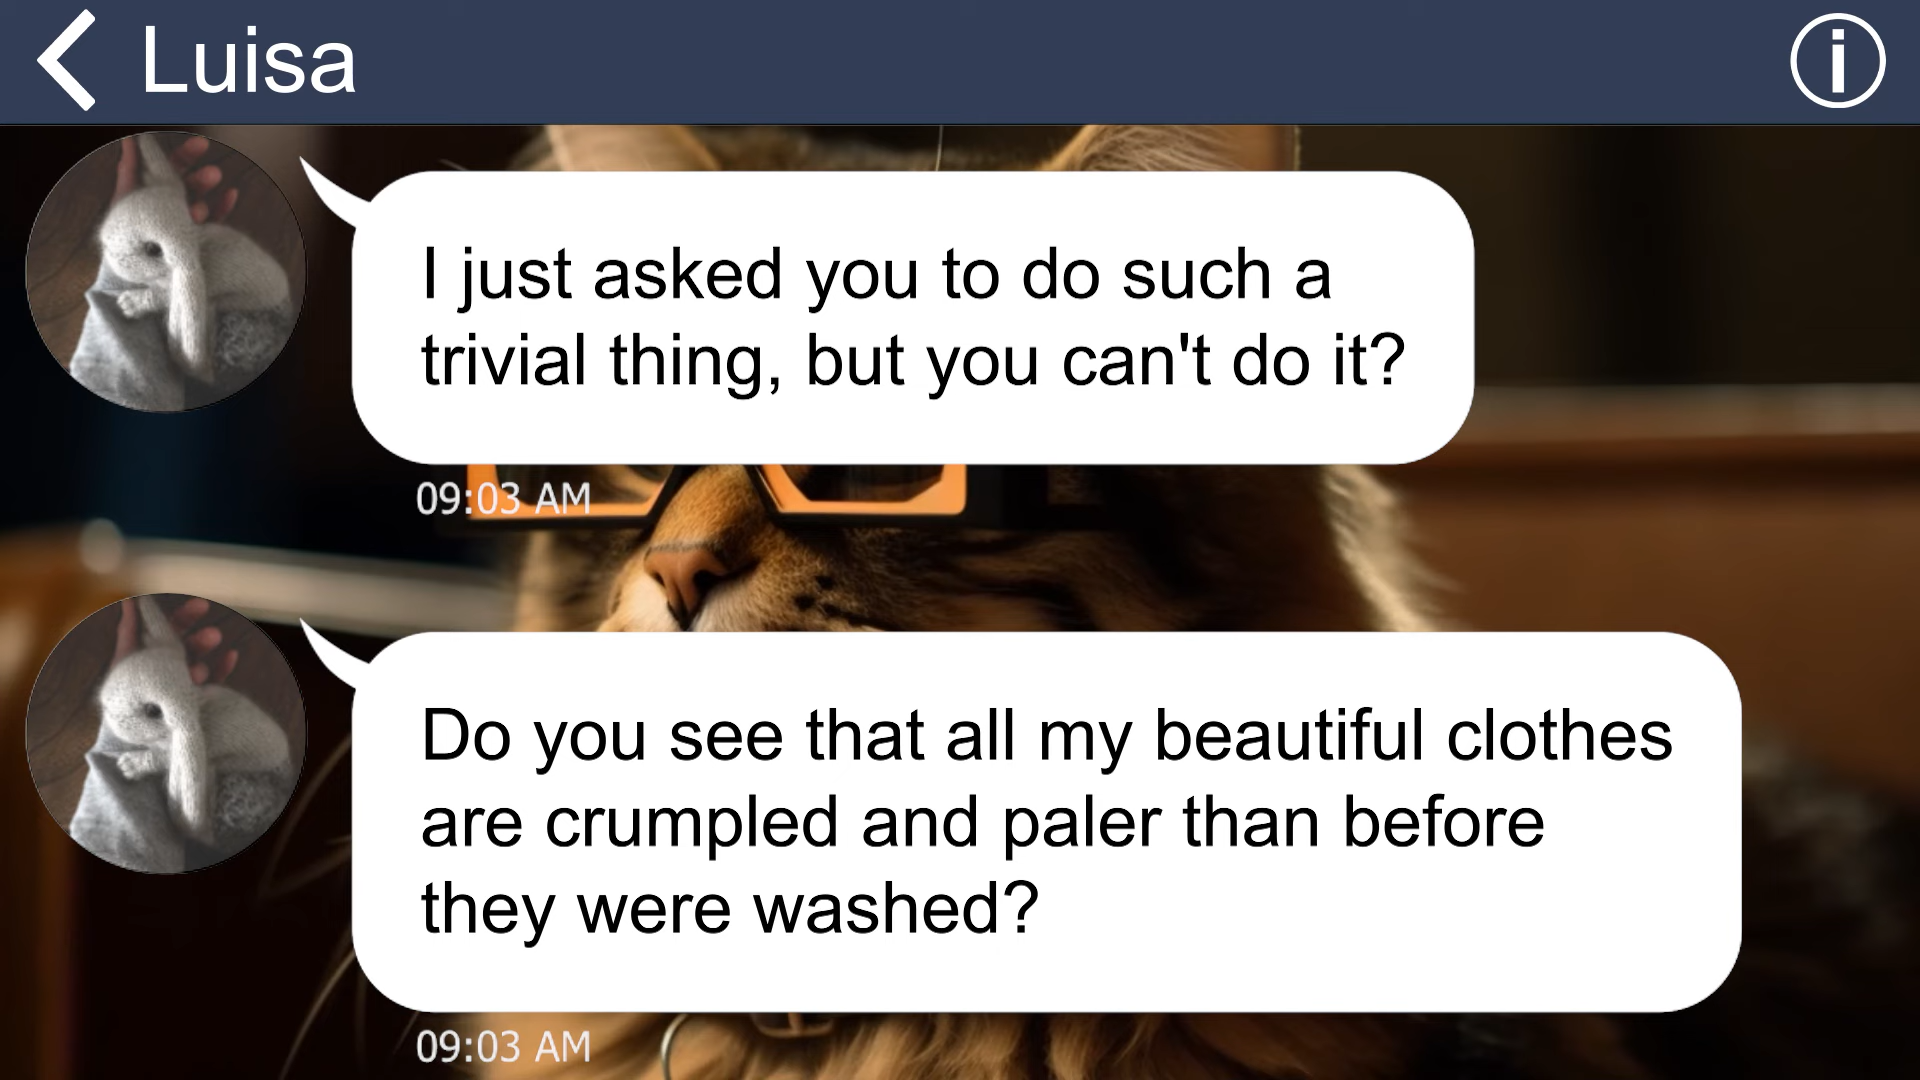 Luisa
I just asked you to do such a
trivial thing, but you can't do it?
09:03 AM
Do you see that all my beautiful clothes
are crumpled and paler than before
they were washed?
09:03 AM